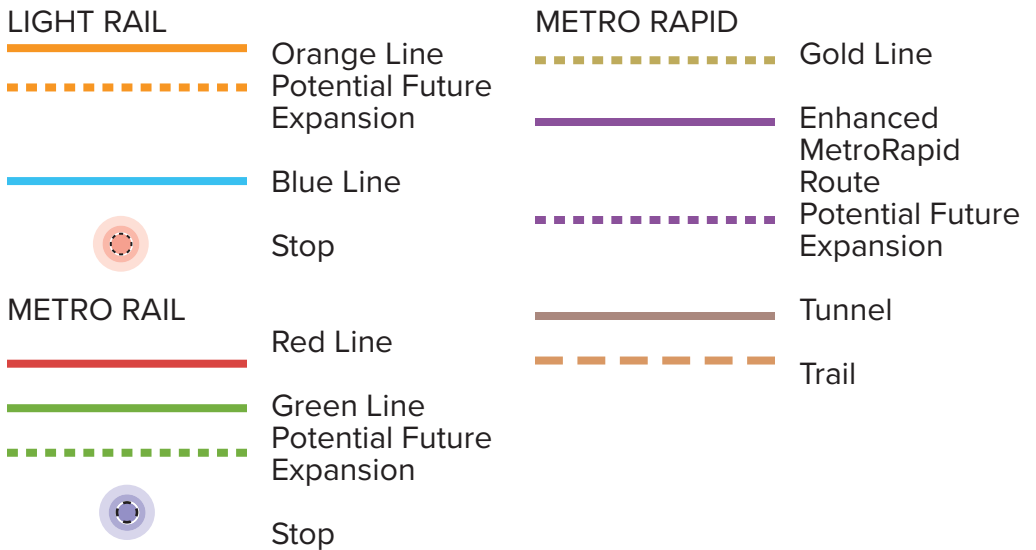 LIGHT RAIL
Orange Line
Potential Future
Expansion
Blue Line
Stop
METRO RAIL
Red Line
Green Line
Potential Future
Expansion
Stop
METRO RAPID
Gold Line
Enhanced
MetroRapid
Route
Potential Future
Expansion
Tunnel
Trail